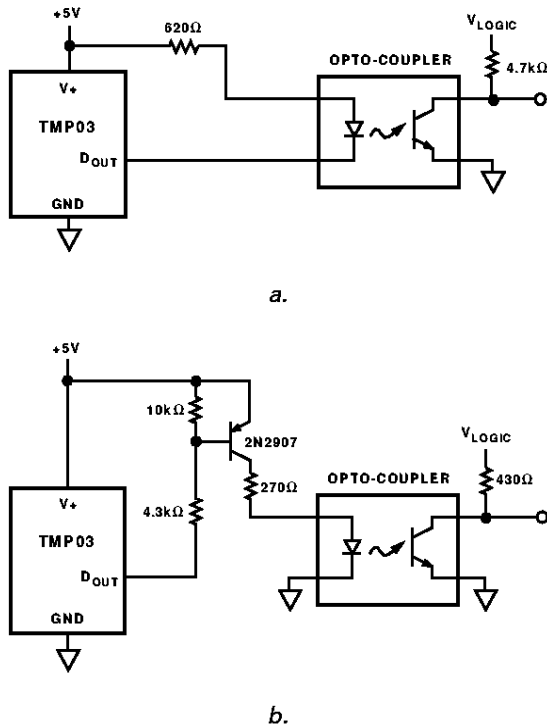 +5V
620Ω
V+
TMP03
DOUT
GND
OPTO-COUPLER
VLOGIC
4.7kΩ
a.
+5V
10kΩ
2N2907
270Ω
4.3kΩ
V+
TMP03
DOUT
GND
OPTO-COUPLER
VLOGIC
430Ω
b.